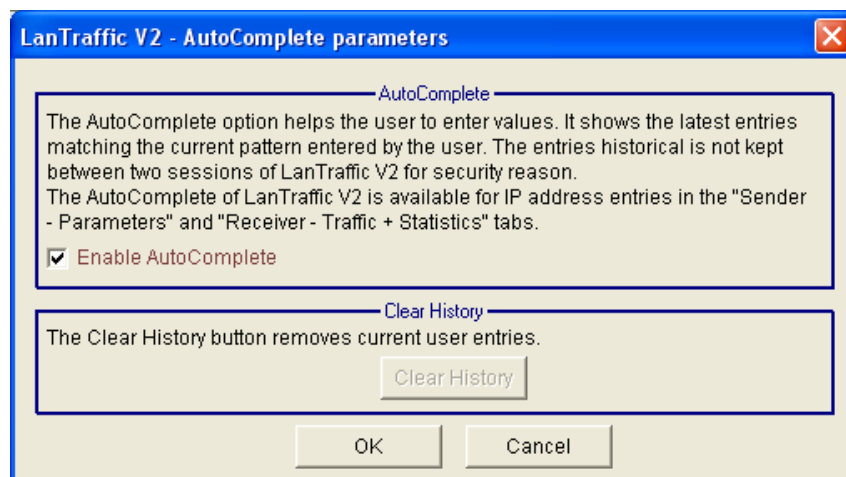 LanTraffic V2 - AutoComplete parameters
AutoComplete
The AutoComplete option helps the user to enter values. It shows the latest entries
matching the current pattern entered by the user. The entries historical is not kept
between two sessions of LanTraffic V2 for security reason.
The AutoComplete of LanTraffic V2 is available for IP address entries in the "Sender
- Parameters" and "Receiver - Traffic + Statistics" tabs.
Enable AutoComplete
Clear History
The Clear History button removes current user entries.
Clear History
OK Cancel